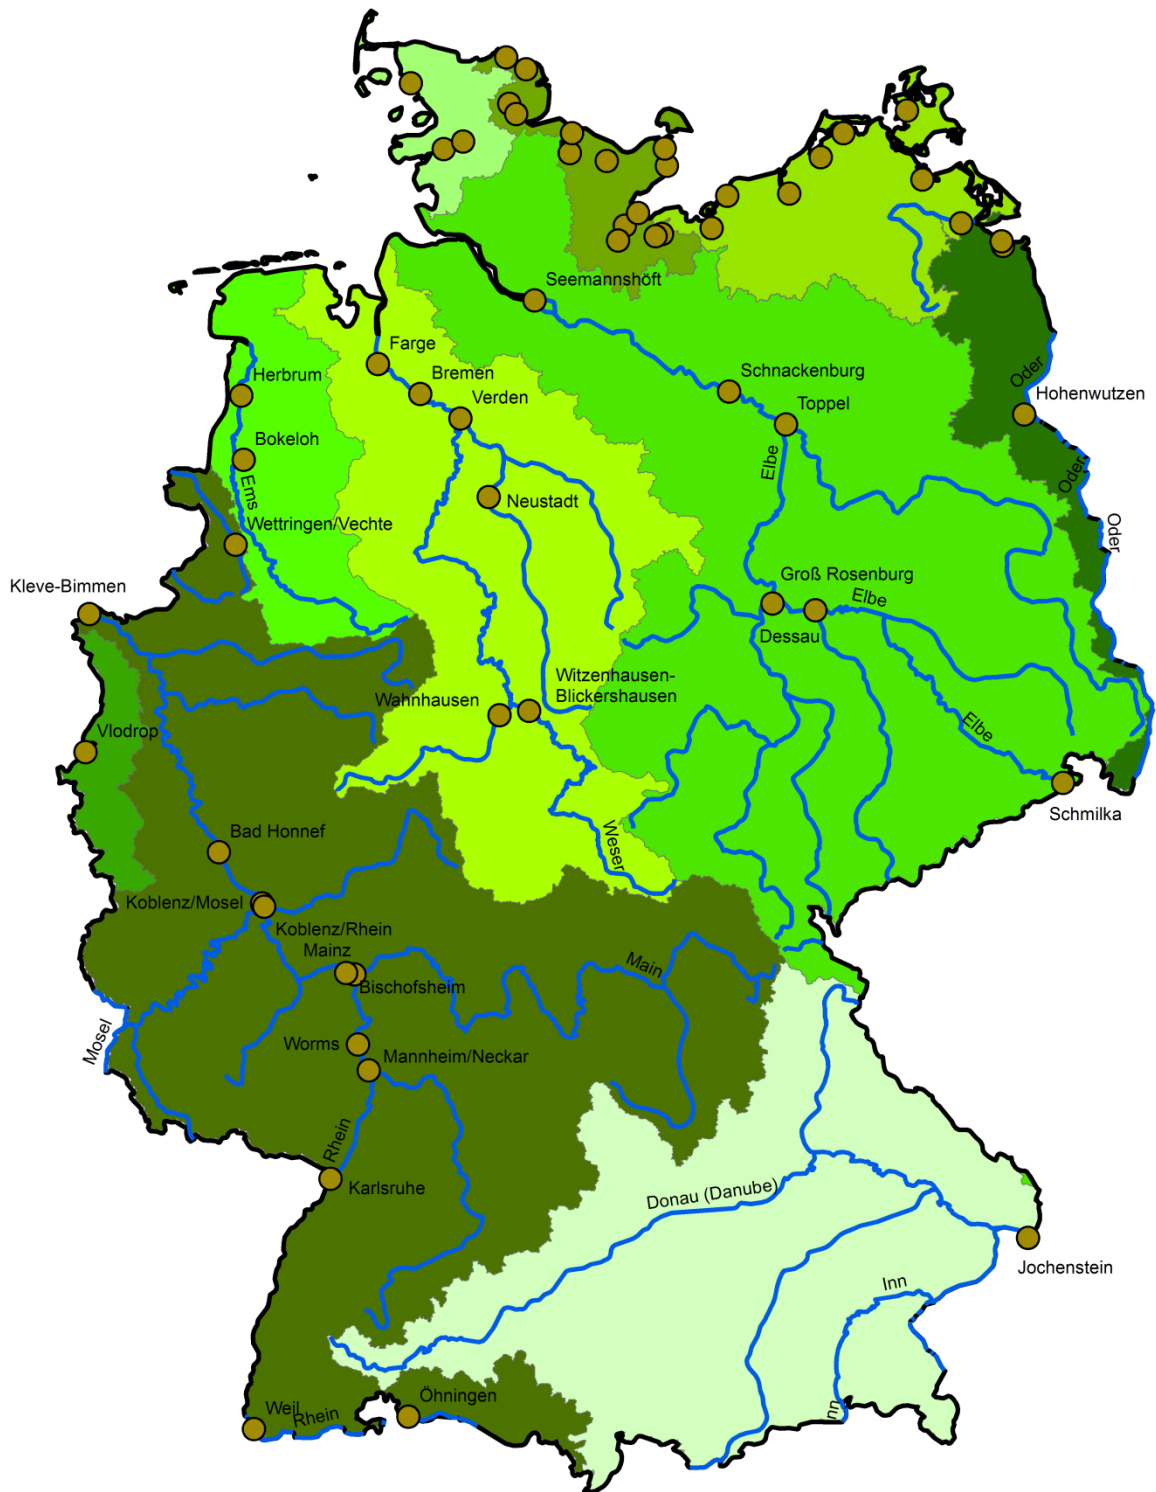 Seemannshöft
Farge
Bremen
Verden
Herbrum
Schnackenburg
Toppel
Oder
Hohenwutzen
Bokeloh
Ems
Elbe
Oder
Neustadt
Wettringen/Vechte
Oder
Kleve-Bimmen
Groß Rosenburg
Elbe
Dessau
Witzenhausen-
Blickershausen
Wahnhausen
Vlodrop
Elbe
Schmilka
Bad Honnef
Weser
Koblenz/Mosel
Koblenz/Rhein
Mainz
Bischofsheim
Main
Mosel
Worms
Mannheim/Neckar
Rhein
Karlsruhe
Donau (Danube)
Jochenstein
Inn
Öhningen
Weil
Rhein
nn